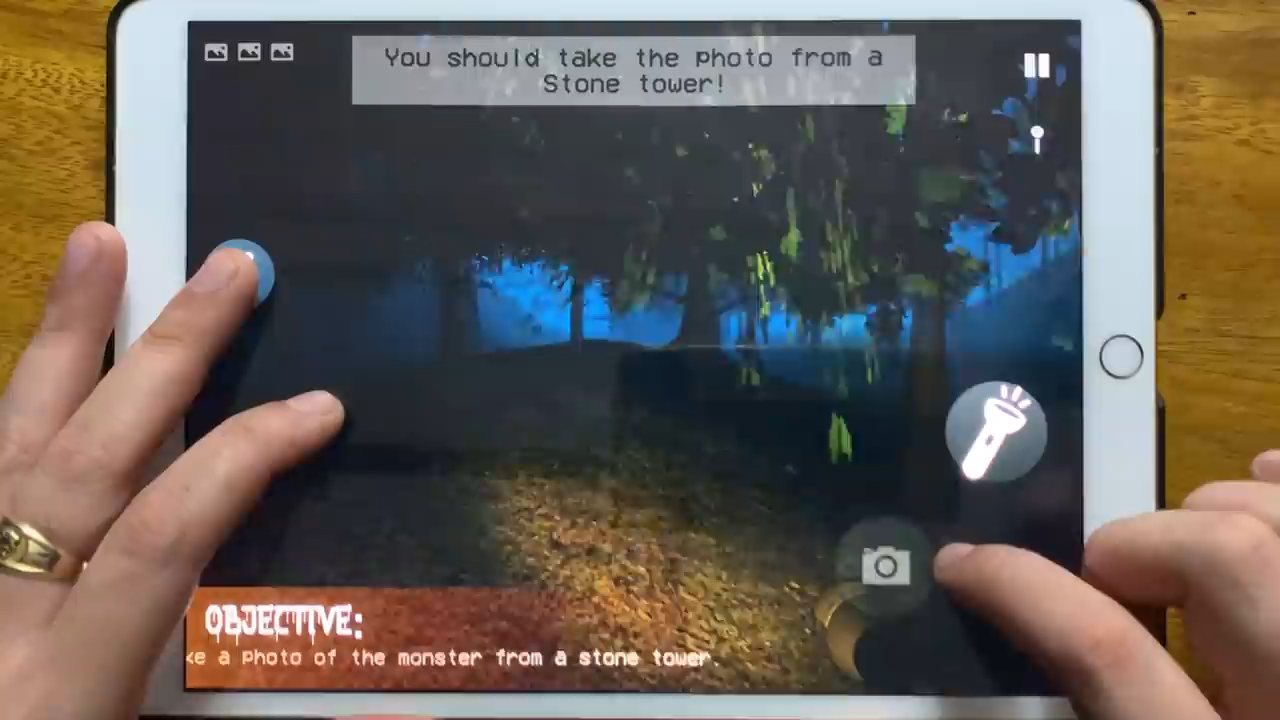 You should take the photo from a
Stone tower!
OBJECTIVE:
a photo of the monster from a stone tower.